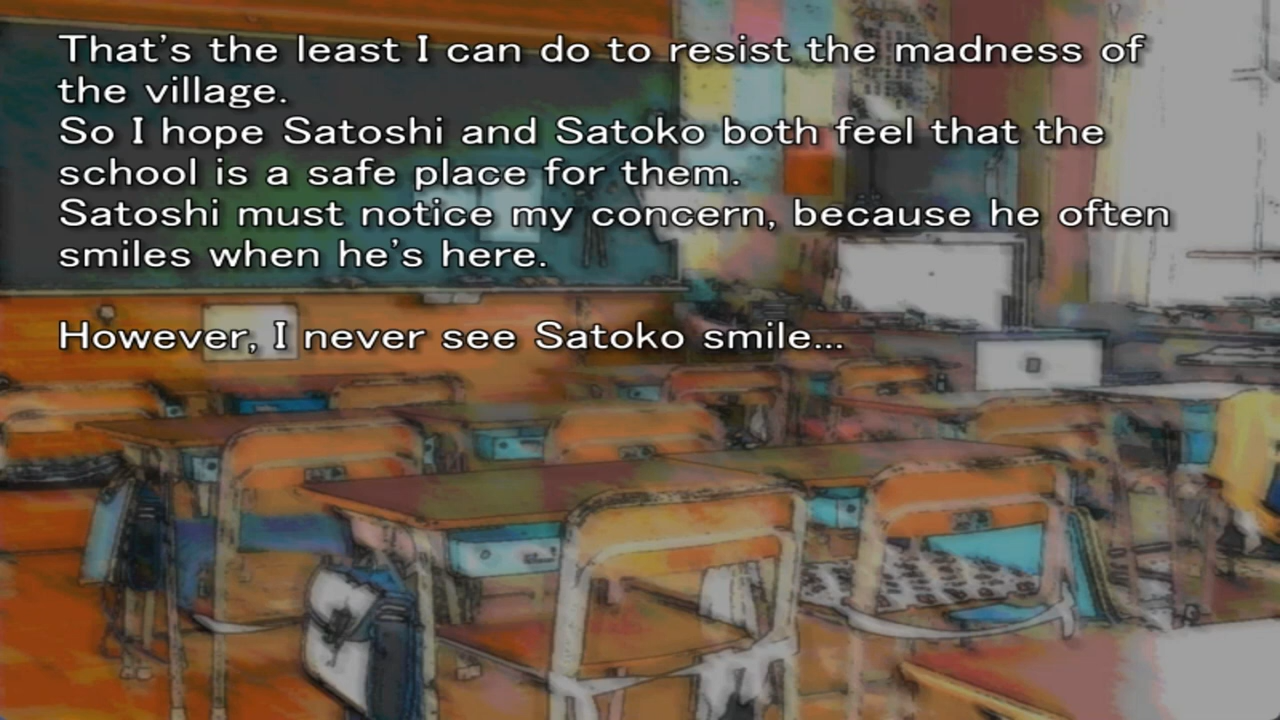 That's the least I can do to resist the madness of
the village.
So I hope Satoshi and Satoko both feel that the
school is a safe place for them.
Satoshi must notice my concern, because he often
smiles when he's here.
However, I never see Satoko smile...